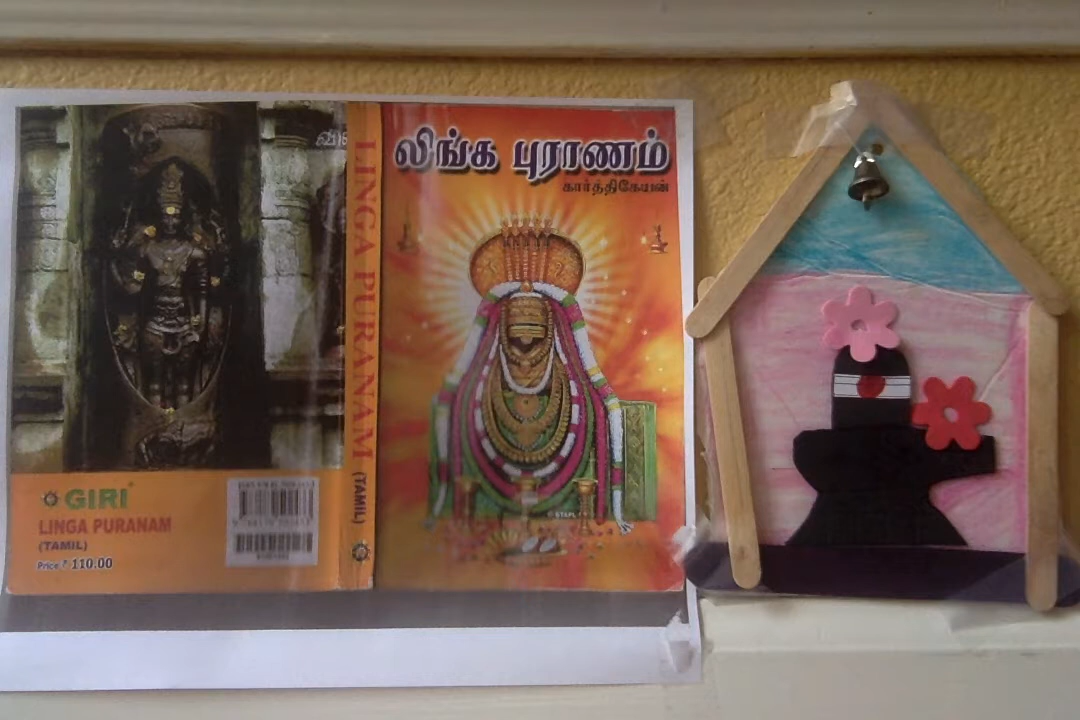 லிங்க புராணம்
கார்த்திகேயன்
LINGA PURANAM (TAMIL)
GIRI
LINGA PURANAM
(TAMIL)
Price ₹ 110.00